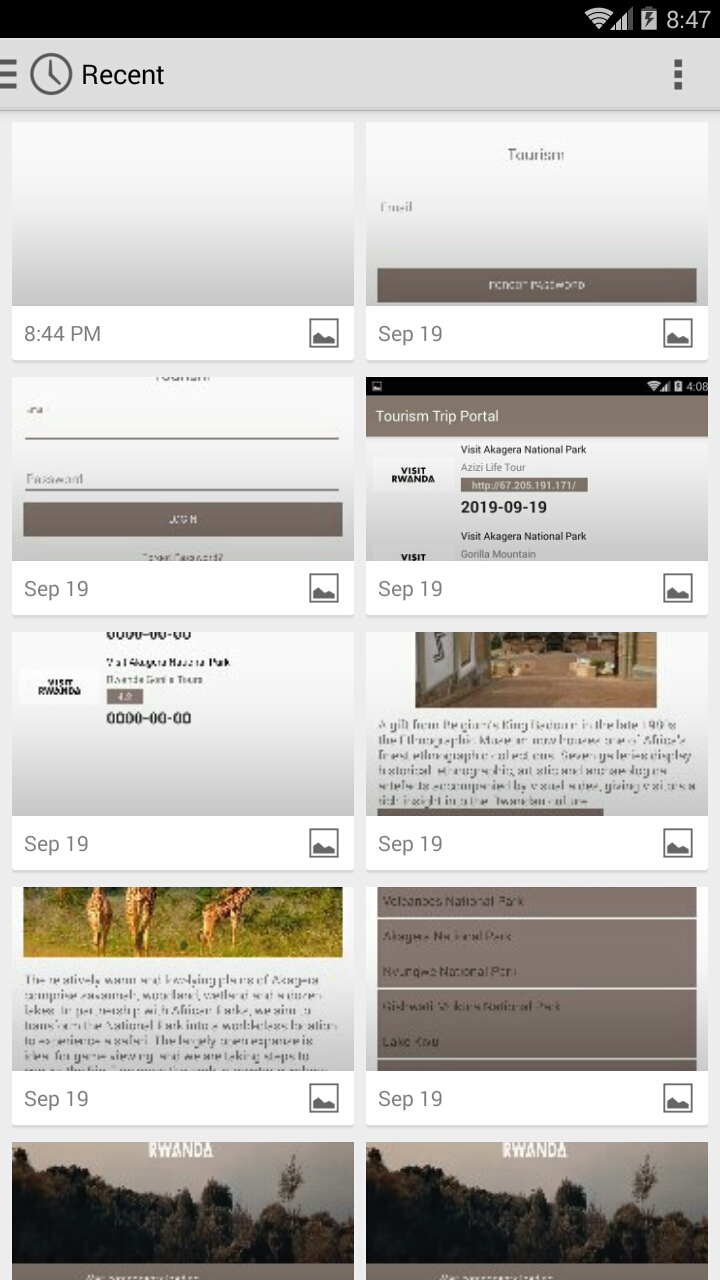 8:47
Recent
8:44 PM
Tourism
Email
FORGOT PASSWORD
Sep 19
Password
LOGIN
Forgot Password?
Sep 19
4:08
Tourism Trip Portal
Visit Akagera National Park
Azizi Life Tour
VISIT
RWANDA
http://67.205.191.171/
2019-09-19
Visit Akagera National Park
Gorilla Mountain
VISIT
Sep 19
0000-00-00
Visit Akagera National Park
Rwanda Gorilla Tours
VISIT
RWANDA
4.9
0000-00-00
Sep 19
A gift from Belgium's King Badouin in the late 1980s
the Ethnographic Museum now houses one of Africa's
finest ethnographic collections. Seven galleries display
historical, ethnographic, artistic and archaeological
artefacts accompanied by visual aides, giving visitors a
rich insight into the Rwandan culture
Sep 19
The relatively warm and low-lying plains of Akagera
comprise savannah, woodland, wetland and a dozen
lakes. In partnership with African Parks, we aim to
transform the National Park into a world-class location
to experience a safari. The largely open expanse is
ideal for game viewing, and we are taking steps to
Sep 19
Volcanoes National Park
Akagera National Park
Nyungwe National Park
Gishwati Mukura National Park
Lake Kivu
Sep 19
RWANDA
RWANDA